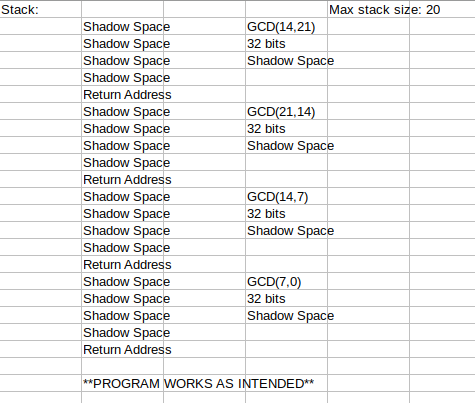 Stack: Max stack size: 20
Shadow Space GCD(14,21)
Shadow Space 32 bits
Shadow Space Shadow Space
Shadow Space
Return Address
Shadow Space GCD(21,14)
Shadow Space 32 bits
Shadow Space Shadow Space
Shadow Space
Return Address
Shadow Space GCD(14,7)
Shadow Space 32 bits
Shadow Space Shadow Space
Shadow Space
Return Address
Shadow Space GCD(7,0)
Shadow Space 32 bits
Shadow Space Shadow Space
Shadow Space
Return Address
**PROGRAM WORKS AS INTENDED**